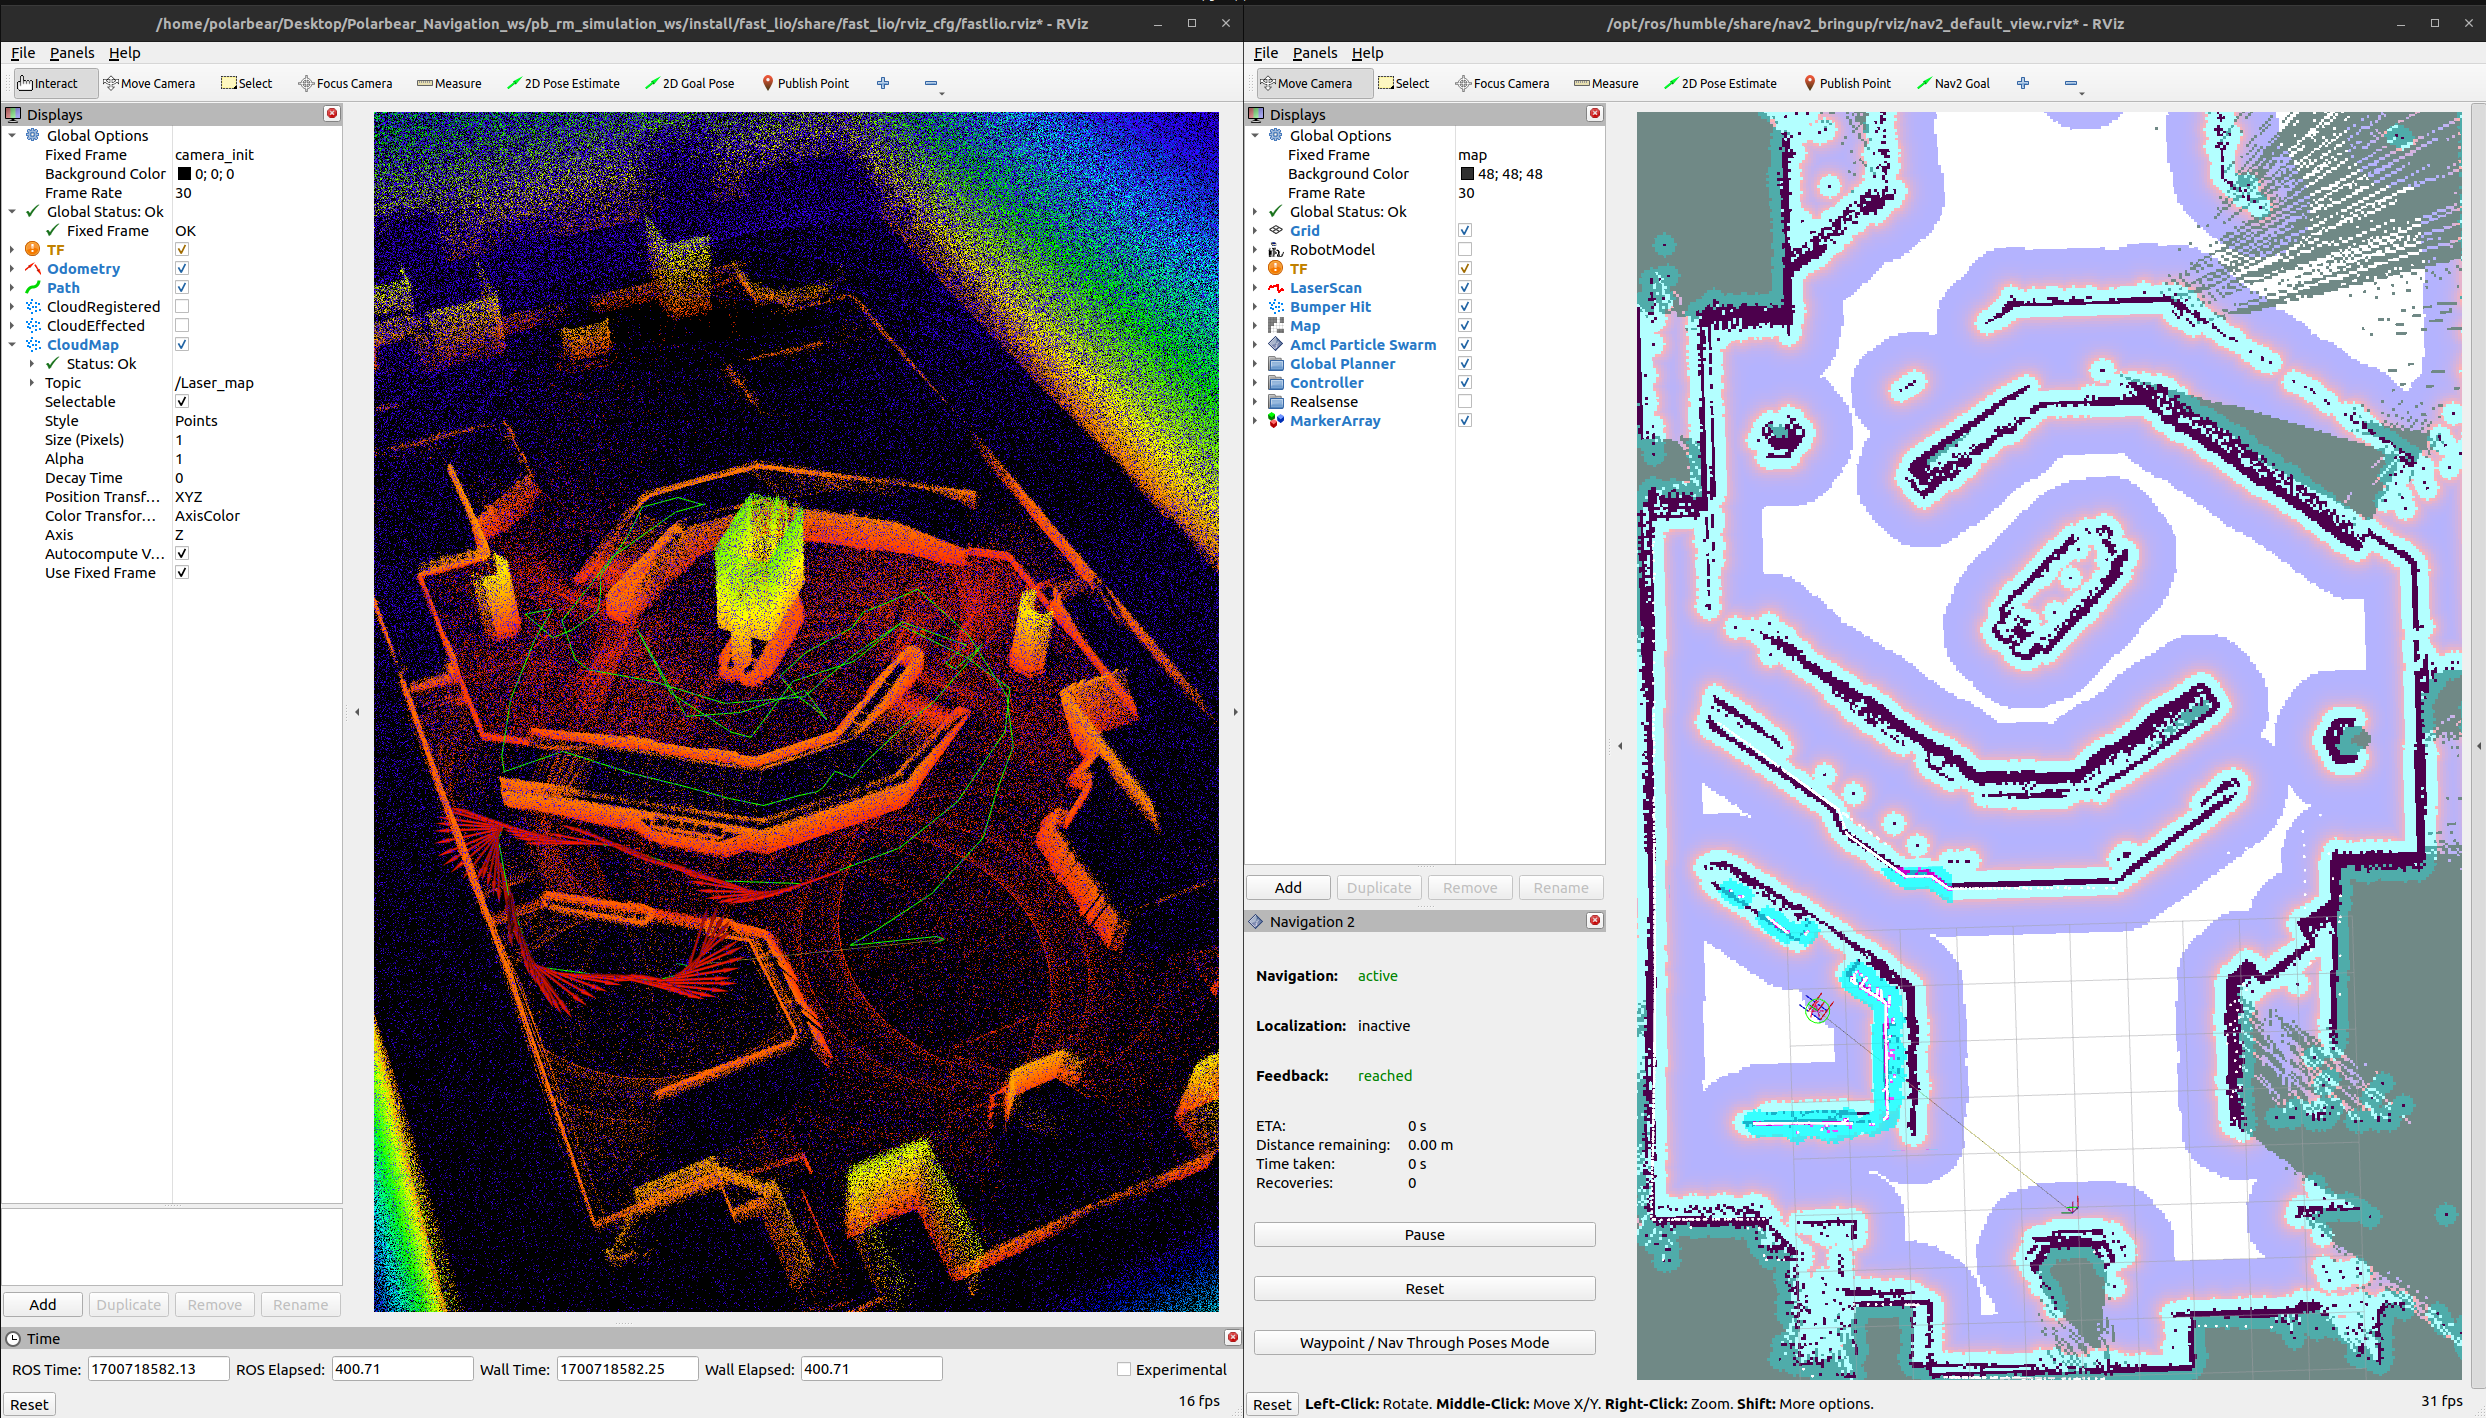 /home/polarbear/Desktop/Polarbear_Navigation_ws/pb_rm_simulation_ws/install/fast_lio/share/fast_lio/rviz_cfg/fastlio.rviz* - RViz
File Panels Help
Interact Move Camera Select Focus Camera Measure 2D Pose Estimate 2D Goal Pose Publish Point
Displays
Global Options
Fixed Frame camera_init
Background Color 0; 0; 0
Frame Rate 30
Global Status: Ok
Fixed Frame OK
TF
Odometry
Path
CloudRegistered
CloudEffected
CloudMap
Status: Ok
Topic /Laser_map
Selectable
Style Points
Size (Pixels) 1
Alpha 1
Decay Time 0
Position Transf... XYZ
Color Transfor... AxisColor
Axis Z
Autocompute V...
Use Fixed Frame
Add Duplicate Remove Rename
Time
ROS Time: 1700718582.13 ROS Elapsed: 400.71 Wall Time: 1700718582.25 Wall Elapsed: 400.71 Experimental
Reset 16 fps
/opt/ros/humble/share/nav2_bringup/rviz/nav2_default_view.rviz* - RViz
File Panels Help
Move Camera Select Focus Camera Measure 2D Pose Estimate Publish Point Nav2 Goal
Displays
Global Options
Fixed Frame map
Background Color 48; 48; 48
Frame Rate 30
Global Status: Ok
Grid
RobotModel
TF
LaserScan
Bumper Hit
Map
Amcl Particle Swarm
Global Planner
Controller
Realsense
MarkerArray
Add Duplicate Remove Rename
Navigation 2
Navigation: active
Localization: inactive
Feedback: reached
ETA: 0 s
Distance remaining: 0.00 m
Time taken: 0 s
Recoveries: 0
Pause
Reset
Waypoint / Nav Through Poses Mode
Reset Left-Click: Rotate. Middle-Click: Move X/Y. Right-Click: Zoom. Shift: More options. 31 fps